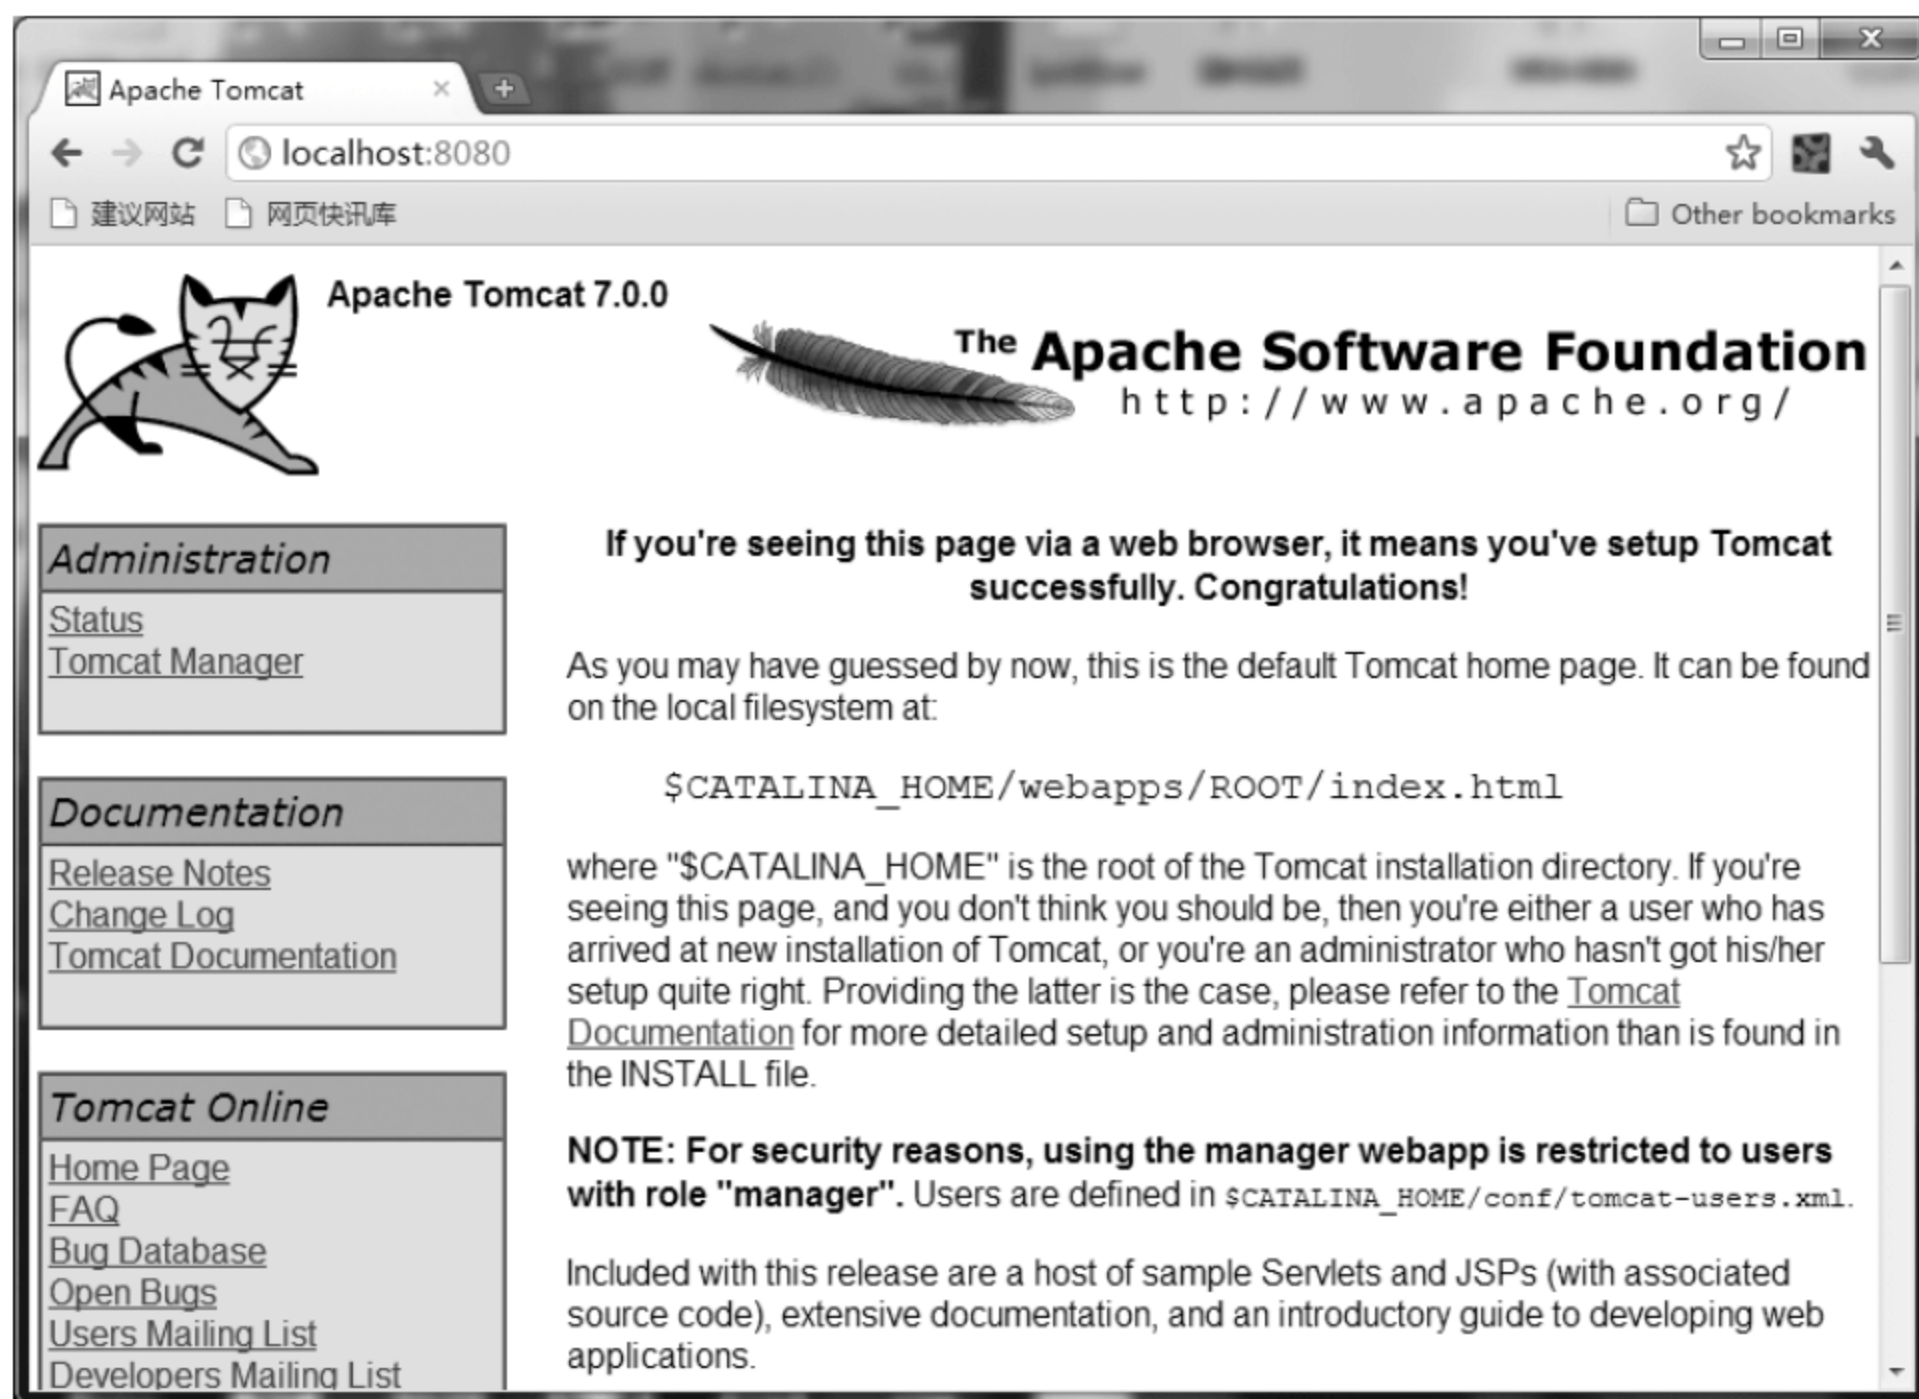 Apache Tomcat
localhost:8080
建议网站 网页快讯库 Other bookmarks
Apache Tomcat 7.0.0
The Apache Software Foundation
http://www.apache.org/
Administration
Status
Tomcat Manager
Documentation
Release Notes
Change Log
Tomcat Documentation
Tomcat Online
Home Page
FAQ
Bug Database
Open Bugs
Users Mailing List
Developers Mailing List
If you're seeing this page via a web browser, it means you've setup Tomcat
successfully. Congratulations!
As you may have guessed by now, this is the default Tomcat home page. It can be found
on the local filesystem at:
$CATALINA_HOME/webapps/ROOT/index.html
where "$CATALINA_HOME" is the root of the Tomcat installation directory. If you're
seeing this page, and you don't think you should be, then you're either a user who has
arrived at new installation of Tomcat, or you're an administrator who hasn't got his/her
setup quite right. Providing the latter is the case, please refer to the Tomcat
Documentation for more detailed setup and administration information than is found in
the INSTALL file.
NOTE: For security reasons, using the manager webapp is restricted to users
with role "manager". Users are defined in $CATALINA_HOME/conf/tomcat-users.xml.
Included with this release are a host of sample Servlets and JSPs (with associated
source code), extensive documentation, and an introductory guide to developing web
applications.